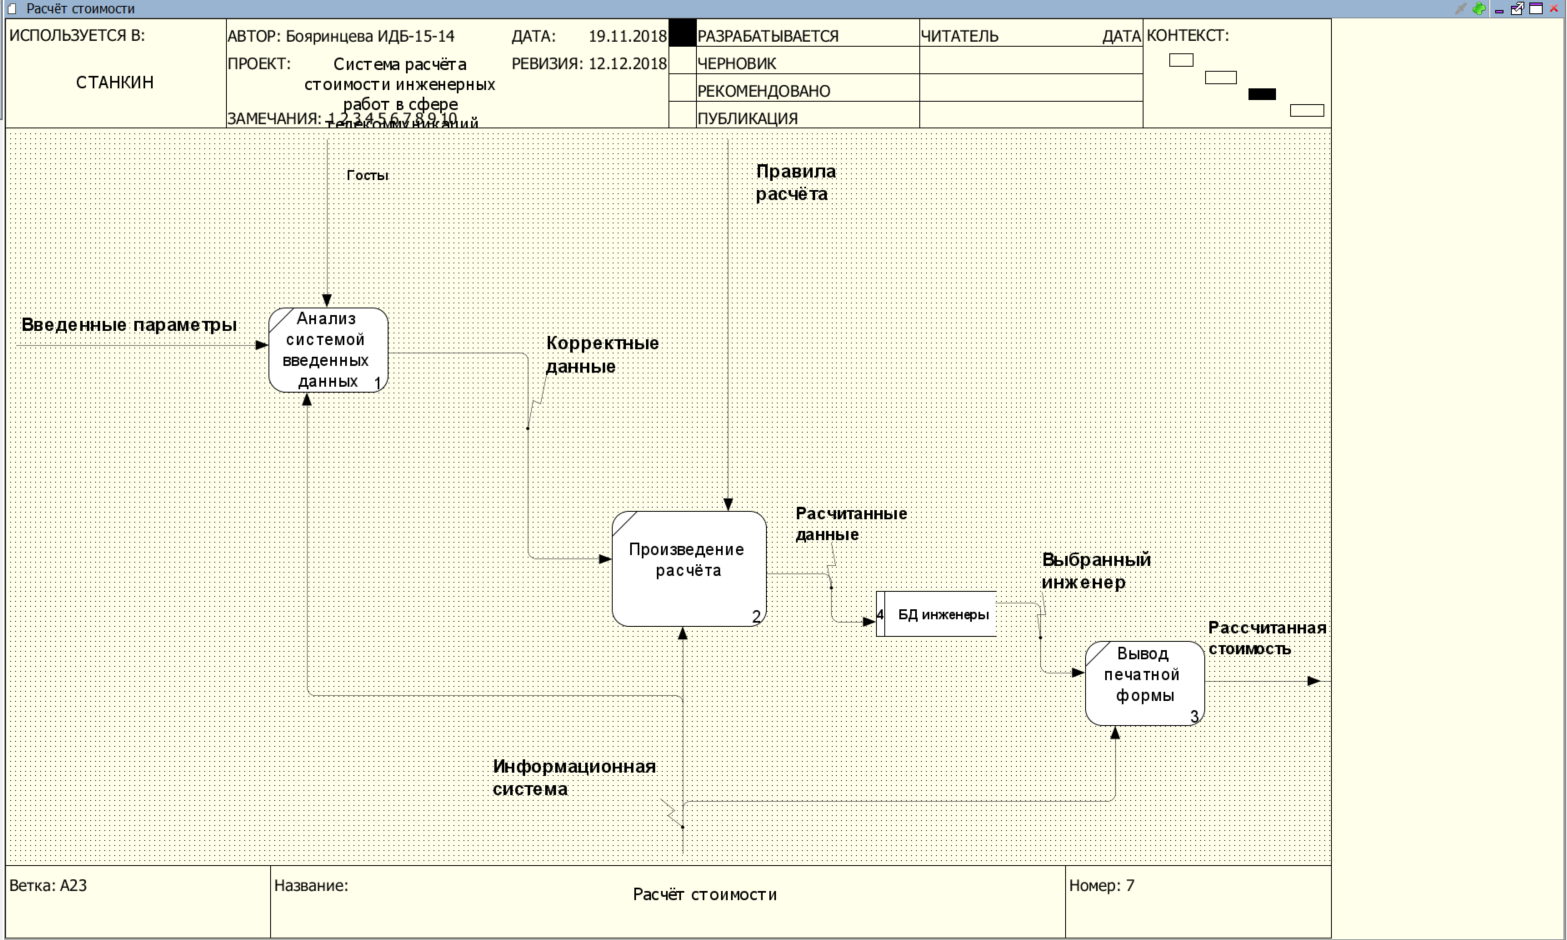 Расчёт стоимости
ИСПОЛЬЗУЕТСЯ В:
СТАНКИН
АВТОР: Бояринцева ИДБ-15-14
ДАТА: 19.11.2018
ПРОЕКТ:
Система расчёта
стоимости инженерных
работ в сфере
телекоммуникаций
РЕВИЗИЯ: 12.12.2018
ЗАМЕЧАНИЯ: 1 2 3 4 5 6 7 8 9 10
РАЗРАБАТЫВАЕТСЯ
ЧЕРНОВИК
РЕКОМЕНДОВАНО
ПУБЛИКАЦИЯ
ЧИТАТЕЛЬ
ДАТА
КОНТЕКСТ:
Госты
Правила
расчёта
Введенные параметры
Анализ
системой
введенных
данных 1
Корректные
данные
Произведение
расчёта
2
Расчитанные
данные
4 БД инженеры
Выбранный
инженер
Вывод
печатной
формы
3
Рассчитанная
стоимость
Информационная
система
Ветка: A23
Название:
Расчёт стоимости
Номер: 7